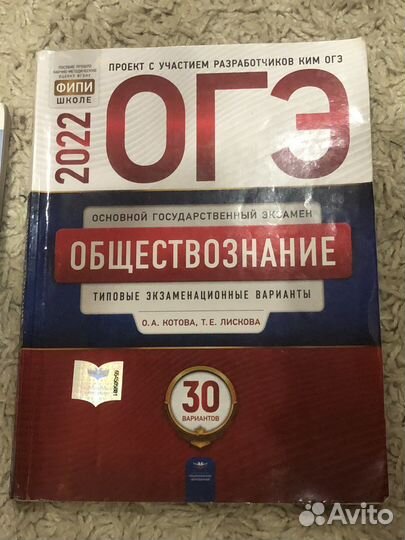 ПРОЕКТ С УЧАСТИЕМ РАЗРАБОТЧИКОВ КИМ ОГЭ
ФИПИ
ШКОЛЕ
2022
ОГЭ
ОСНОВНОЙ ГОСУДАРСТВЕННЫЙ ЭКЗАМЕН
ОБЩЕСТВОЗНАНИЕ
ТИПОВЫЕ ЭКЗАМЕНАЦИОННЫЕ ВАРИАНТЫ
О.А. КОТОВА, Т.Е. ЛИСКОВА
30
ВАРИАНТОВ
Avito